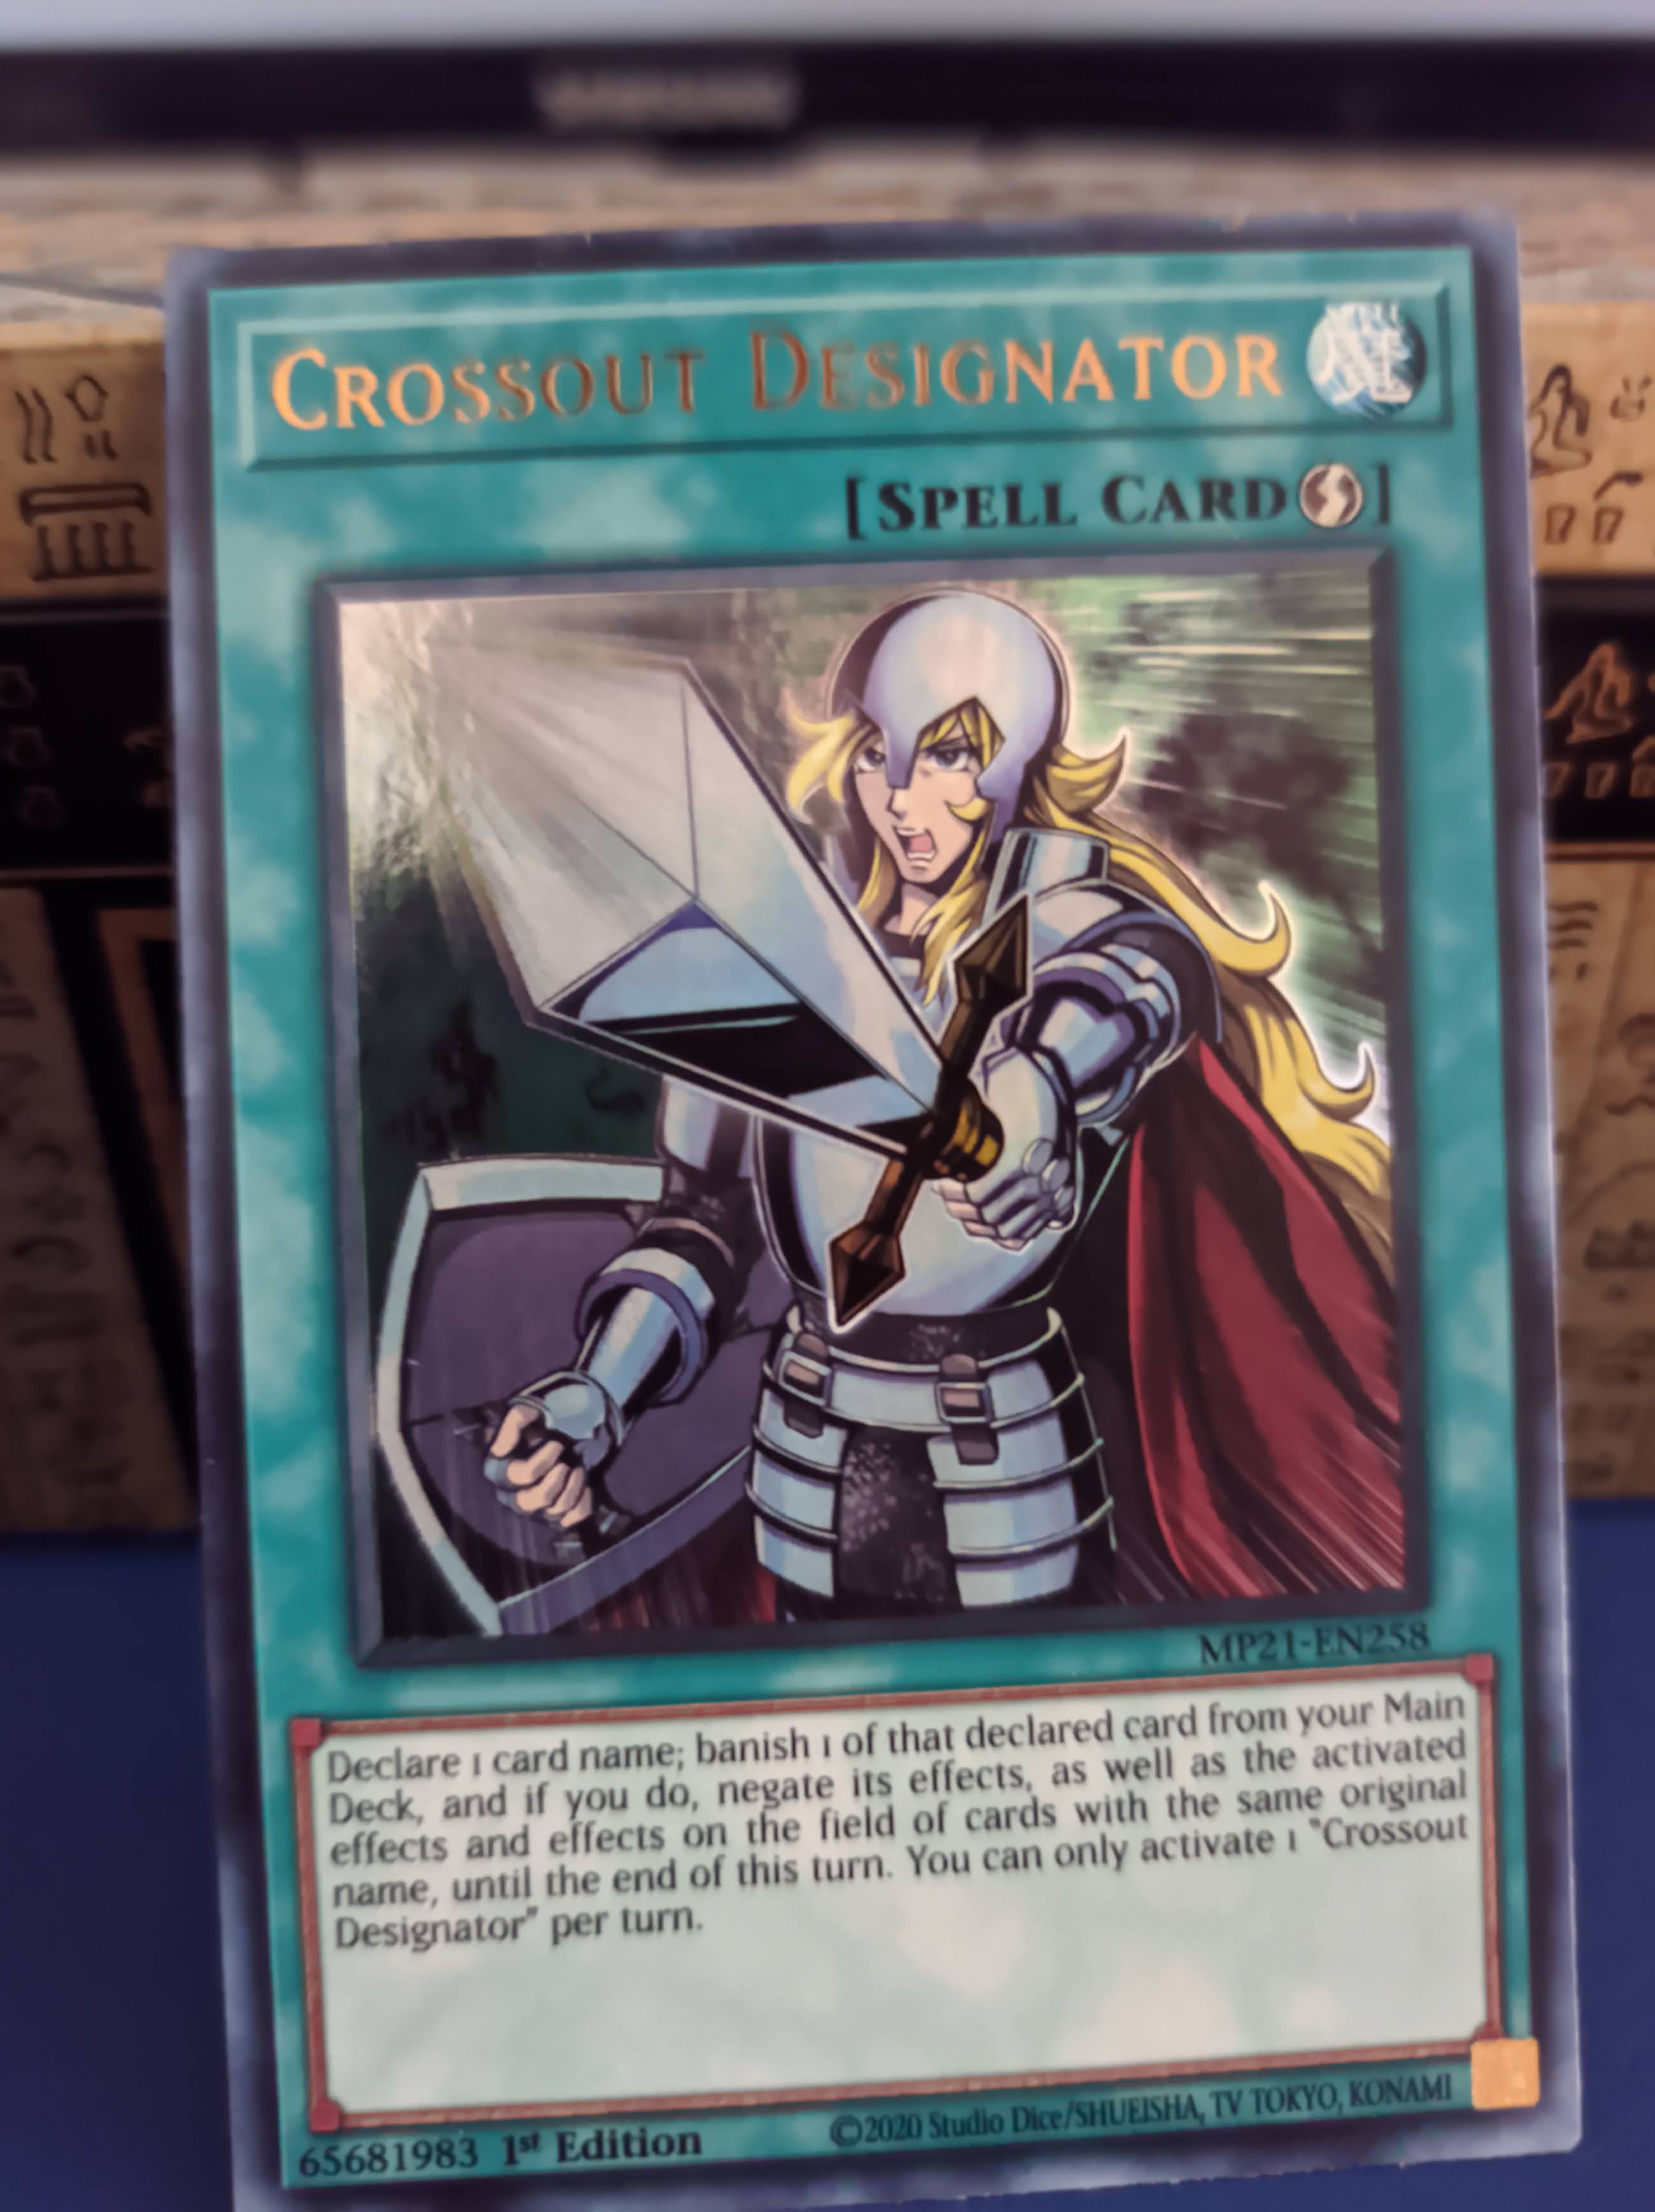 CROSSOUT DESIGNATOR
魔
[SPELL CARD]
MP21-EN258
Declare 1 card name; banish 1 of that declared card from your Main
Deck, and if you do, negate its effects, as well as the activated
effects and effects on the field of cards with the same original
name, until the end of this turn. You can only activate 1 "Crossout
Designator" per turn.
65681983 1st Edition ©2020 Studio Dice/SHUEISHA, TV TOKYO, KONAMI